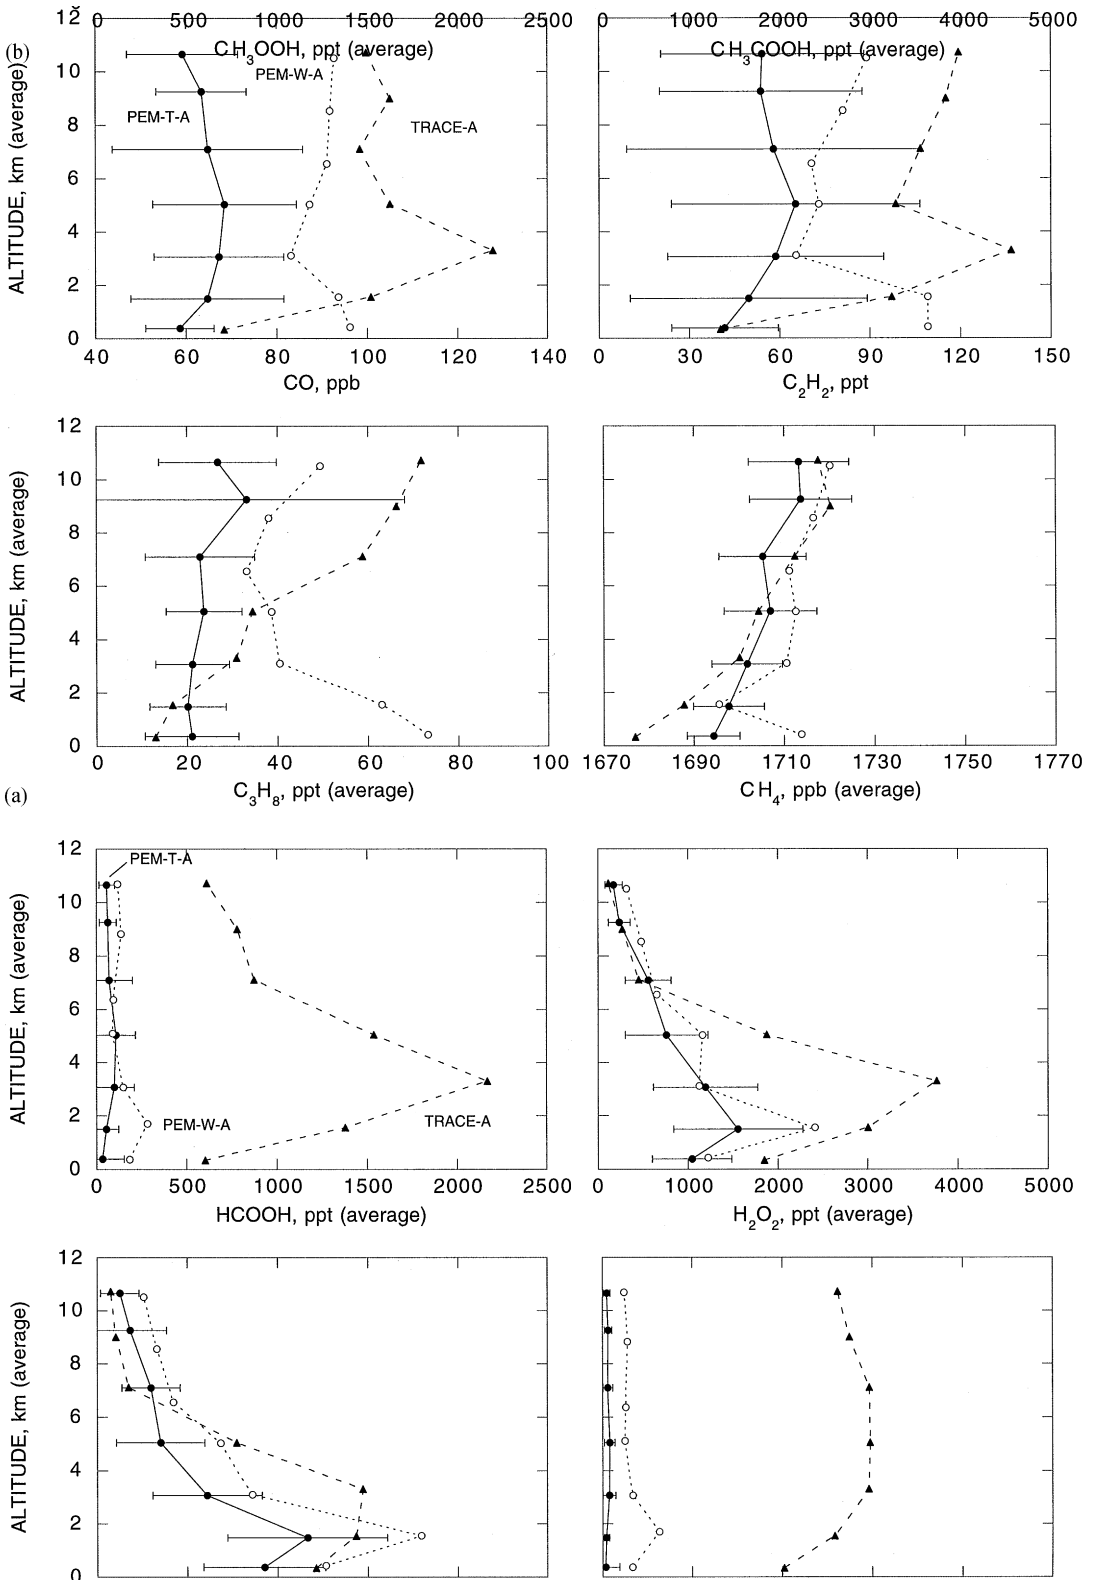 12 0 500 1000 1500 2000 2500 0 1000 2000 3000 4000 5000
(b) CH3OOH, ppt (average) CH3COOH, ppt (average)
PEM-W-A
PEM-T-A
TRACE-A
ALTITUDE, km (average)
10
8
6
4
2
0
40 60 80 100 120 140 0 30 60 90 120 150
CO, ppb C2H2, ppt
ALTITUDE, km (average)
12
10
8
6
4
2
0
0 20 40 60 80 100 1670 1690 1710 1730 1750 1770
C3H8, ppt (average) CH4, ppb (average)
(a)
PEM-T-A
PEM-W-A
TRACE-A
ALTITUDE, km (average)
12
10
8
6
4
2
0
0 500 1000 1500 2000 2500 0 1000 2000 3000 4000 5000
HCOOH, ppt (average) H2O2, ppt (average)
ALTITUDE, km (average)
12
10
8
6
4
2
0